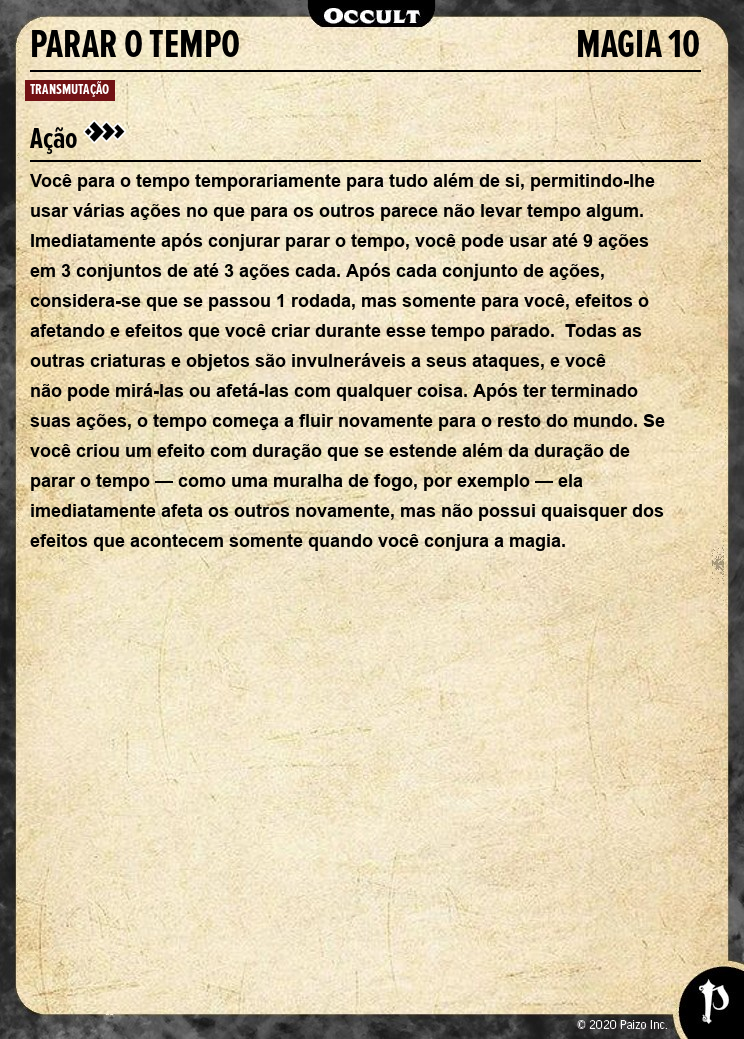 OCCULT
PARAR O TEMPO MAGIA 10
TRANSMUTAÇÃO
Ação
Você para o tempo temporariamente para tudo além de si, permitindo-lhe
usar várias ações no que para os outros parece não levar tempo algum.
Imediatamente após conjurar parar o tempo, você pode usar até 9 ações
em 3 conjuntos de até 3 ações cada. Após cada conjunto de ações,
considera-se que se passou 1 rodada, mas somente para você, efeitos o
afetando e efeitos que você criar durante esse tempo parado.  Todas as
outras criaturas e objetos são invulneráveis a seus ataques, e você
não pode mirá-las ou afetá-las com qualquer coisa. Após ter terminado
suas ações, o tempo começa a fluir novamente para o resto do mundo. Se
você criou um efeito com duração que se estende além da duração de
parar o tempo — como uma muralha de fogo, por exemplo — ela
imediatamente afeta os outros novamente, mas não possui quaisquer dos
efeitos que acontecem somente quando você conjura a magia.
© 2020 Paizo Inc.
P